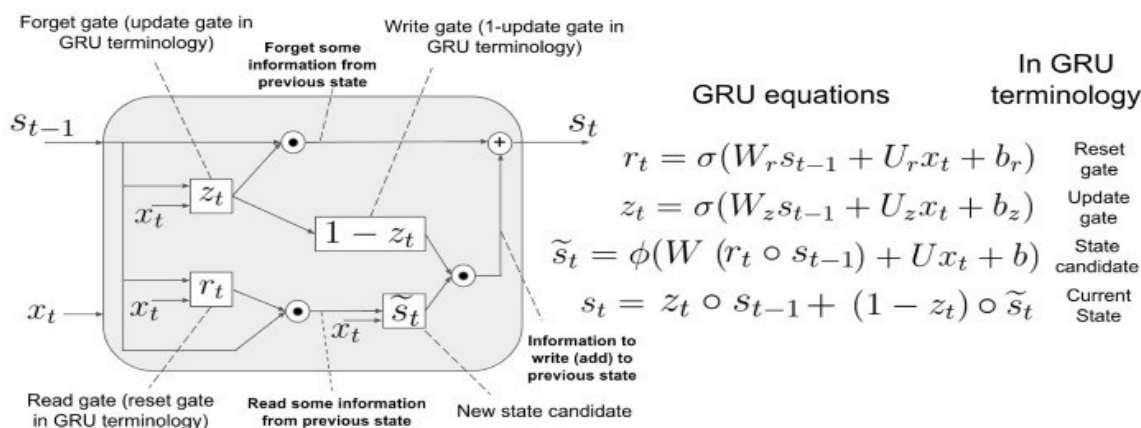 Forget gate (update gate in
GRU terminology)
Write gate (1-update gate in
GRU terminology)
Forget some
information from
previous state
s_{t-1}
s_t
z_t
x_t
1 - z_t
r_t
x_t
x_t
s̃_t
x_t
Information to
write (add) to
previous state
Read gate (reset gate
in GRU terminology)
Read some information
from previous state
New state candidate
GRU equations
In GRU
terminology
r_t = σ(W_r s_{t-1} + U_r x_t + b_r)
Reset
gate
z_t = σ(W_z s_{t-1} + U_z x_t + b_z)
Update
gate
s̃_t = φ(W (r_t ∘ s_{t-1}) + U x_t + b)
State
candidate
s_t = z_t ∘ s_{t-1} + (1 - z_t) ∘ s̃_t
Current
State